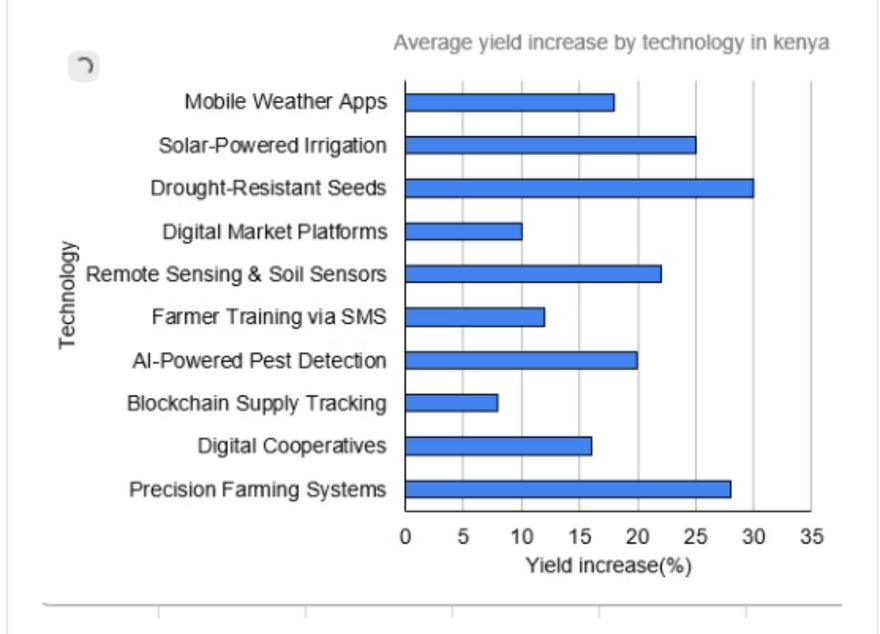 Average yield increase by technology in kenya
Mobile Weather Apps
Solar-Powered Irrigation
Drought-Resistant Seeds
Digital Market Platforms
Remote Sensing & Soil Sensors
Farmer Training via SMS
AI-Powered Pest Detection
Blockchain Supply Tracking
Digital Cooperatives
Precision Farming Systems
Technology
0 5 10 15 20 25 30 35
Yield increase(%)